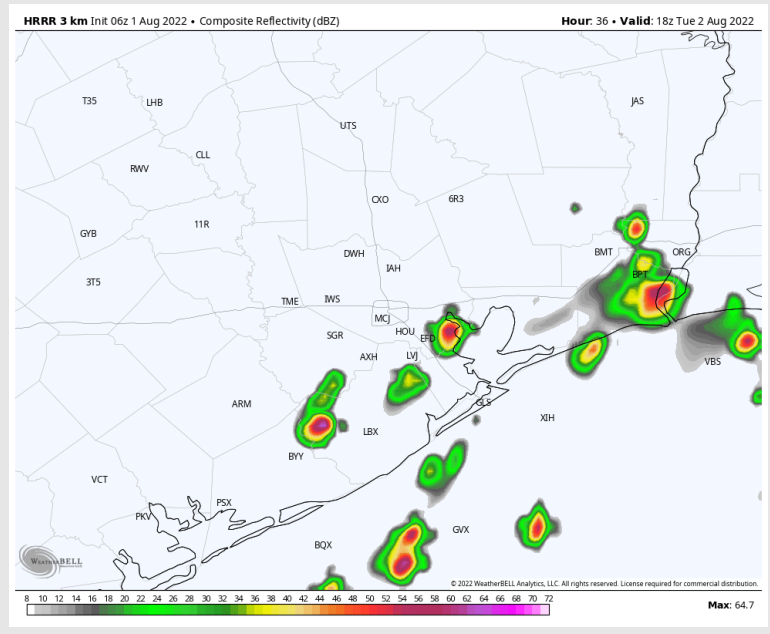 HRRR 3 km Init 06z 1 Aug 2022 • Composite Reflectivity (dBZ) Hour: 36 • Valid: 18z Tue 2 Aug 2022
T35 LHB JAS
UTS
CLL
RWV
CXO 6R3
11R
GYB
DWH BMT ORG
IAH
BPT
3T5
TME IWS
MCJ
SGR HOU EFD
AXH LVJ
VBS
ARM GLS
LBX XIH
BYY
VCT
PSX
PKV
GVX
BQX
WEATHERBELL
© 2022 WeatherBELL Analytics, LLC. All rights reserved. License required for commercial distribution.
8 10 12 14 16 18 20 22 24 26 28 30 32 34 36 38 40 42 44 46 48 50 52 54 56 58 60 62 64 66 68 70 72
Max: 64.7